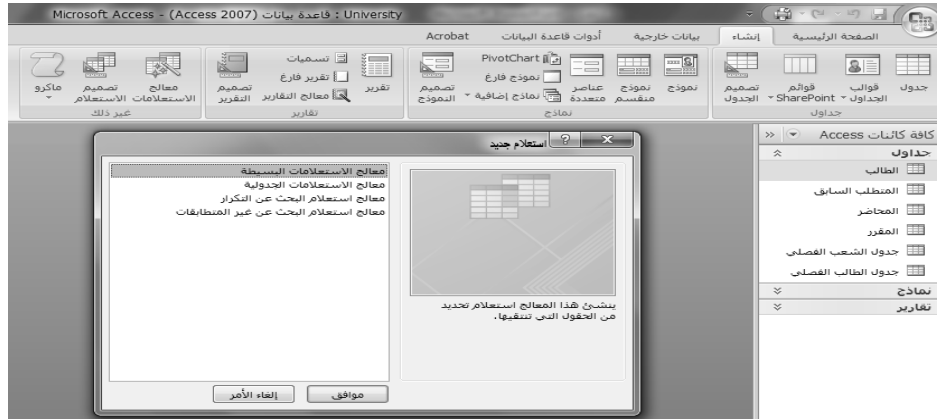 University : قاعدة بيانات (Access 2007) - Microsoft Access
الصفحة الرئيسية
إنشاء
بيانات خارجية
أدوات قاعدة البيانات
Acrobat
جدول
قوالب الجداول
قوائم SharePoint
تصميم الجدول
جداول
نموذج
نموذج منقسم
عناصر متعددة
PivotChart
نموذج فارغ
نماذج إضافية
تصميم النموذج
نماذج
تقرير
تسميات
تقرير فارغ
معالج التقارير
تصميم التقرير
تقارير
معالج الاستعلامات
تصميم الاستعلام
ماكرو
غير ذلك
كافة كائنات Access
جداول
الطالب
المتطلب السابق
المحاضر
المقرر
جدول الشعب الفصلي
جدول الطالب الفصلي
نماذج
تقارير
استعلام جديد
معالج الاستعلامات البسيطة
معالج الاستعلامات الجدولية
معالج استعلام البحث عن التكرار
معالج استعلام البحث عن غير المتطابقات
ينشئ هذا المعالج استعلام تحديد
من الحقول التي تنتقيها.
موافق
إلغاء الأمر